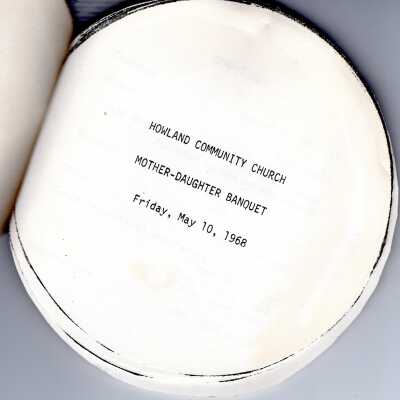 HOWLAND COMMUNITY CHURCH
MOTHER-DAUGHTER BANQUET
Friday, May 10, 1968